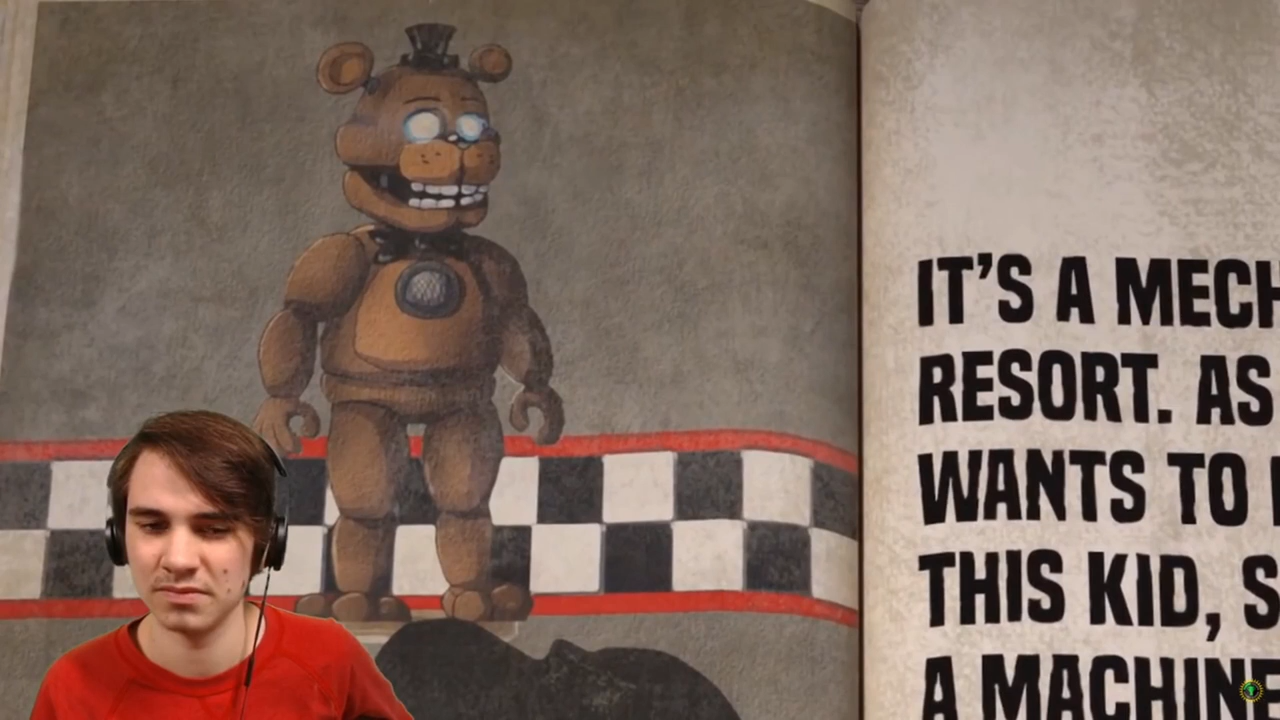 IT'S A MECH
RESORT. AS
WANTS TO
THIS KID, S
A MACHINE